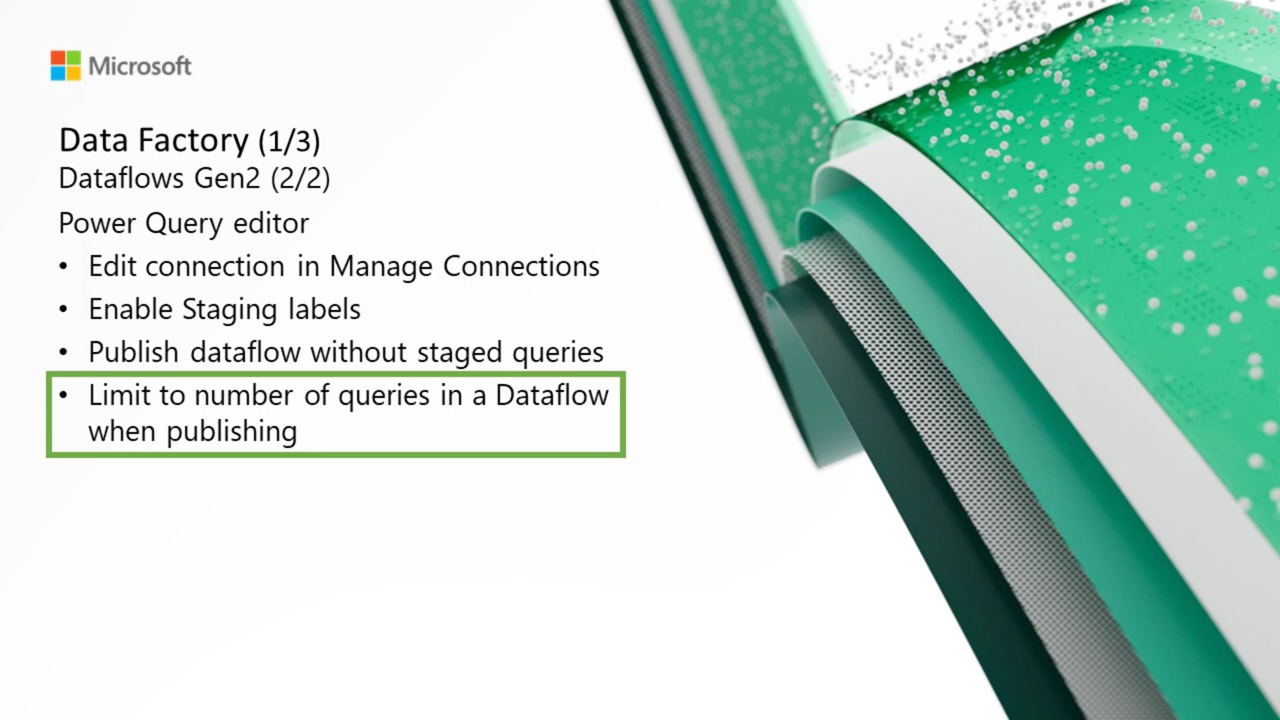 Microsoft
Data Factory (1/3)
Dataflows Gen2 (2/2)
Power Query editor
• Edit connection in Manage Connections
• Enable Staging labels
• Publish dataflow without staged queries
• Limit to number of queries in a Dataflow
when publishing